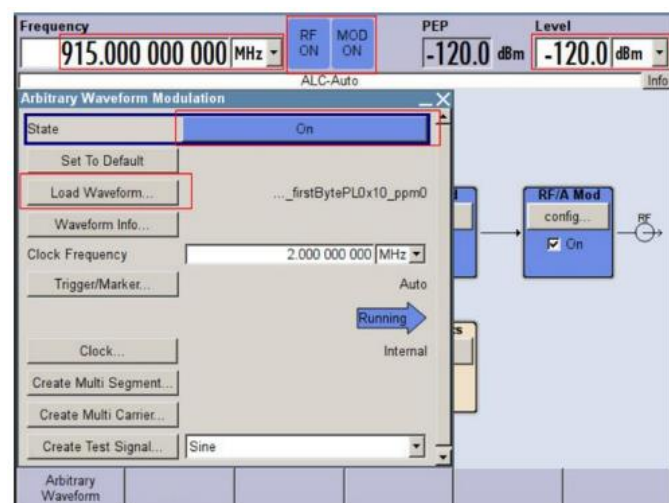 Frequency
915.000 000 000 MHz
RF ON
MOD ON
PEP
-120.0 dBm
Level
-120.0 dBm
ALC-Auto
Info
Arbitrary Waveform Modulation
State On
Set To Default
Load Waveform... ..._firstBytePL0x10_ppm0
Waveform Info...
Clock Frequency 2.000 000 000 MHz
Trigger/Marker... Auto
Running
Clock... Internal
Create Multi Segment...
Create Multi Carrier...
Create Test Signal... Sine
RF/A Mod
config...
On
RF
Arbitrary
Waveform